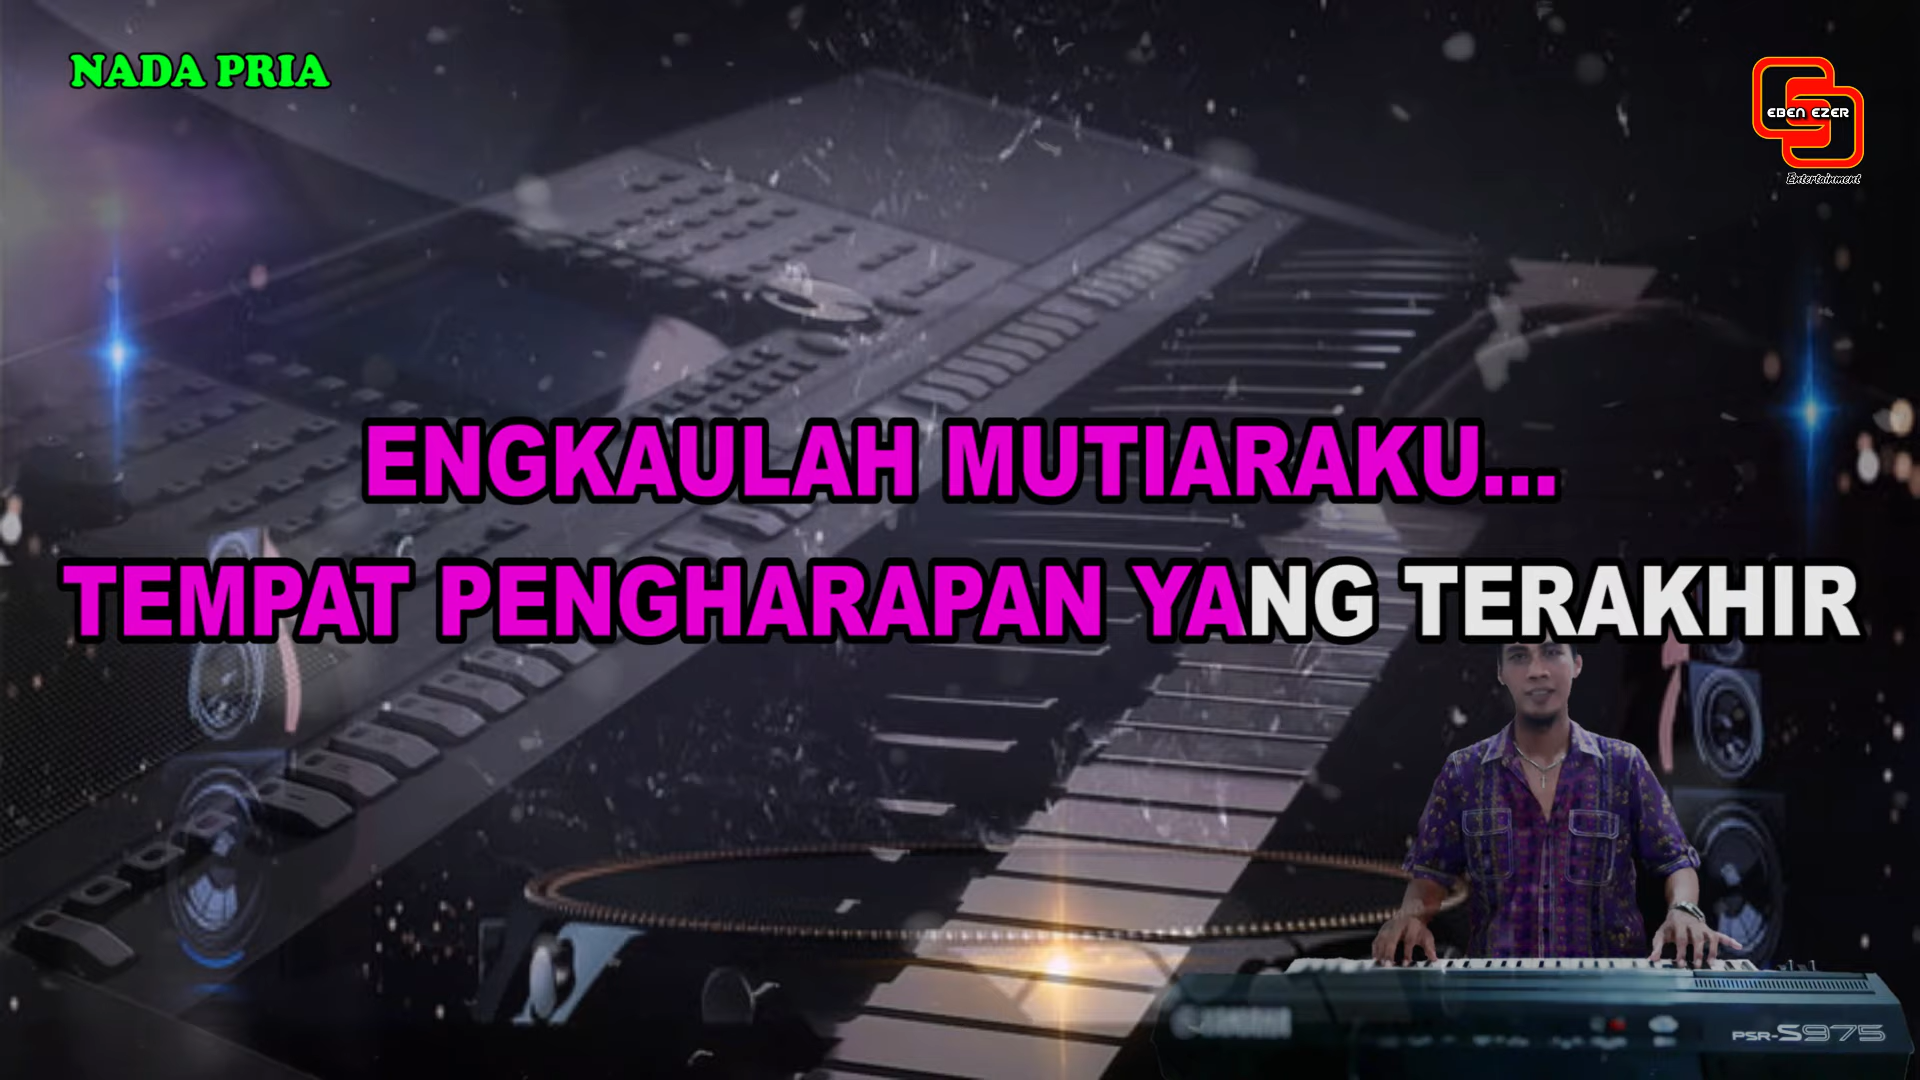 NADA PRIA
EBEN EZER
Entertainment
ENGKAULAH MUTIARAKU...
TEMPAT PENGHARAPAN YANG TERAKHIR
PSR-S975